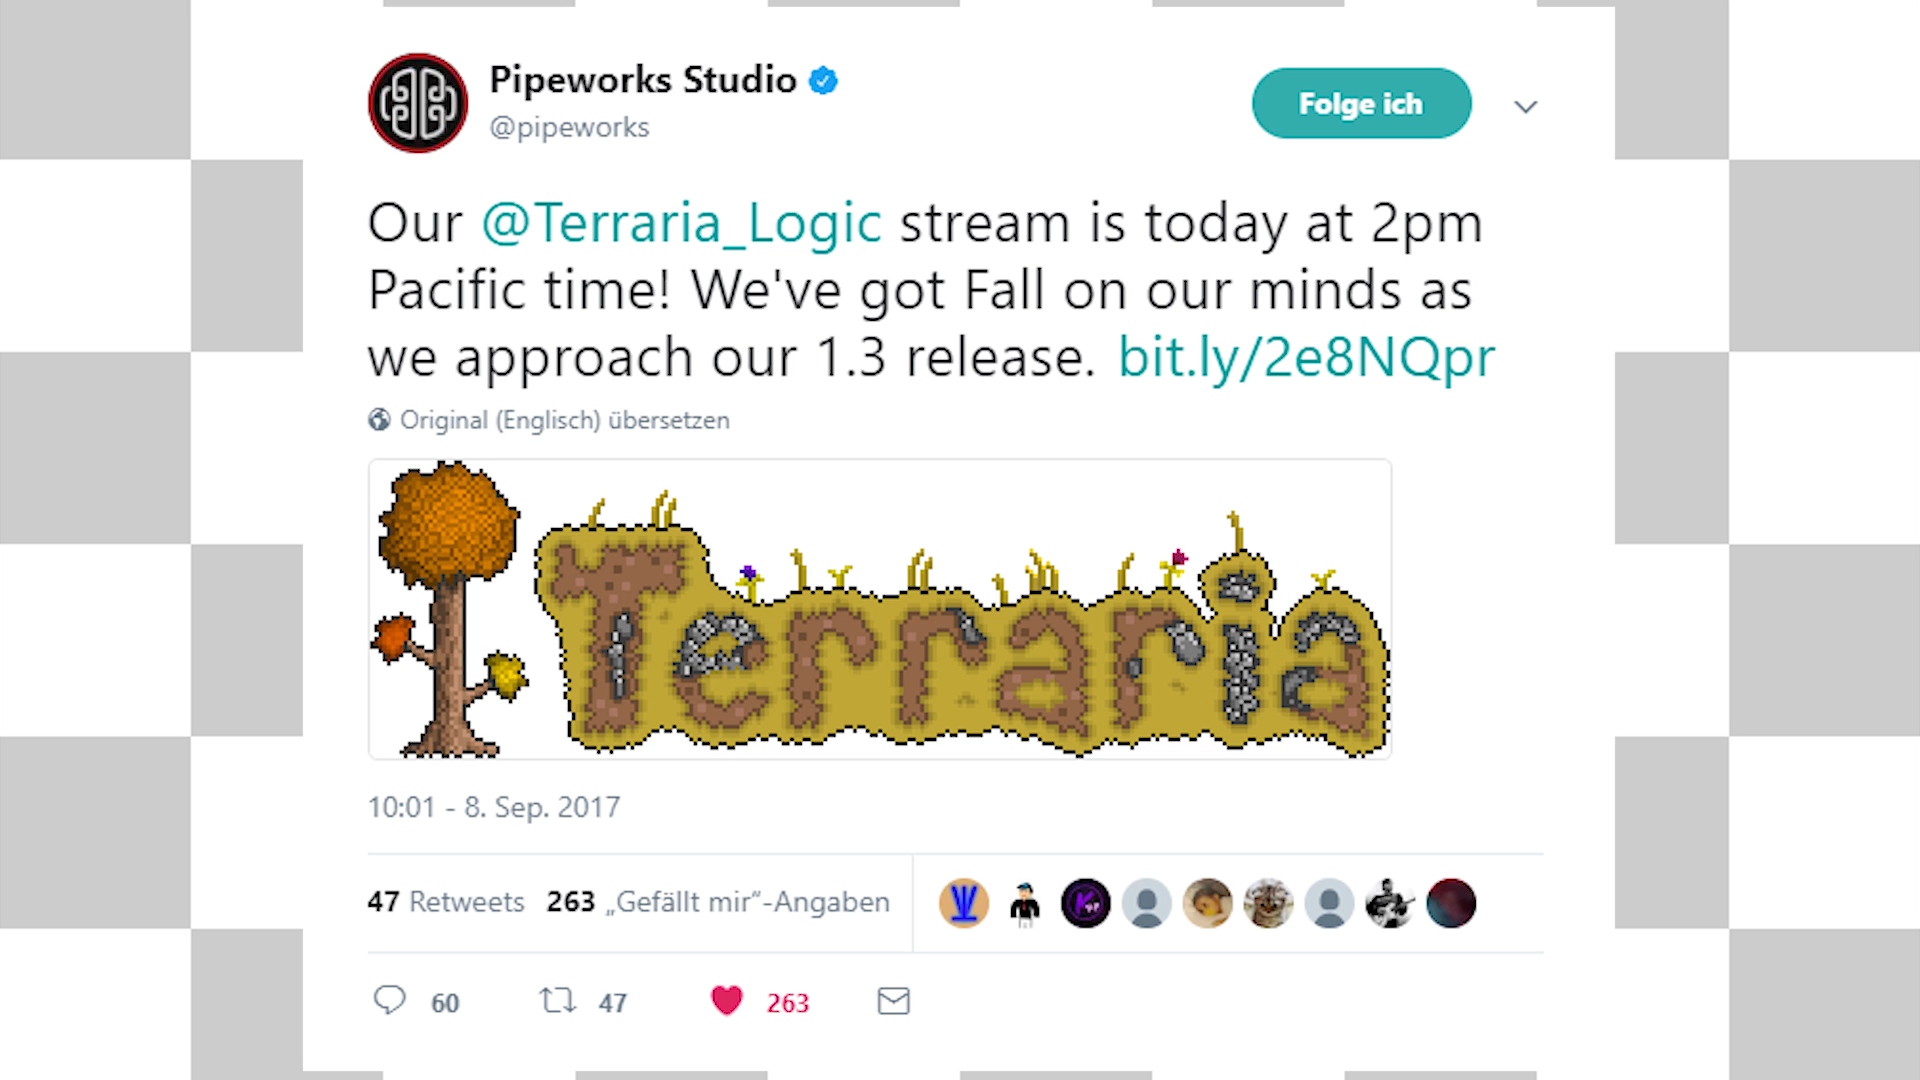 Pipeworks Studio
@pipeworks
Folge ich
Our @Terraria_Logic stream is today at 2pm
Pacific time! We've got Fall on our minds as
we approach our 1.3 release. bit.ly/2e8NQpr
Original (Englisch) übersetzen
Terraria
10:01 - 8. Sep. 2017
47 Retweets 263 „Gefällt mir“-Angaben
60 47 263